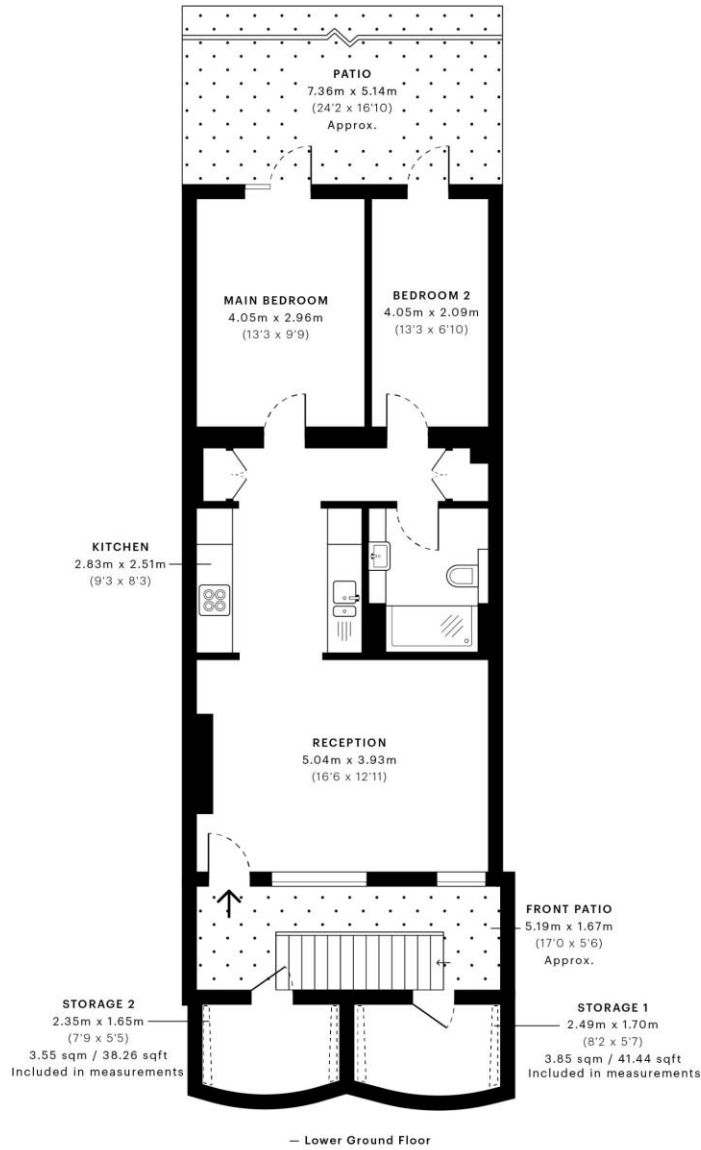 PATIO
7.36m x 5.14m
(24'2 x 16'10)
Approx.
MAIN BEDROOM
4.05m x 2.96m
(13'3 x 9'9)
BEDROOM 2
4.05m x 2.09m
(13'3 x 6'10)
KITCHEN
2.83m x 2.51m
(9'3 x 8'3)
RECEPTION
5.04m x 3.93m
(16'6 x 12'11)
FRONT PATIO
5.19m x 1.67m
(17'0 x 5'6)
Approx.
STORAGE 2
2.35m x 1.65m
(7'9 x 5'5)
3.55 sqm / 38.26 sqft
Included in measurements
STORAGE 1
2.49m x 1.70m
(8'2 x 5'7)
3.85 sqm / 41.44 sqft
Included in measurements
— Lower Ground Floor